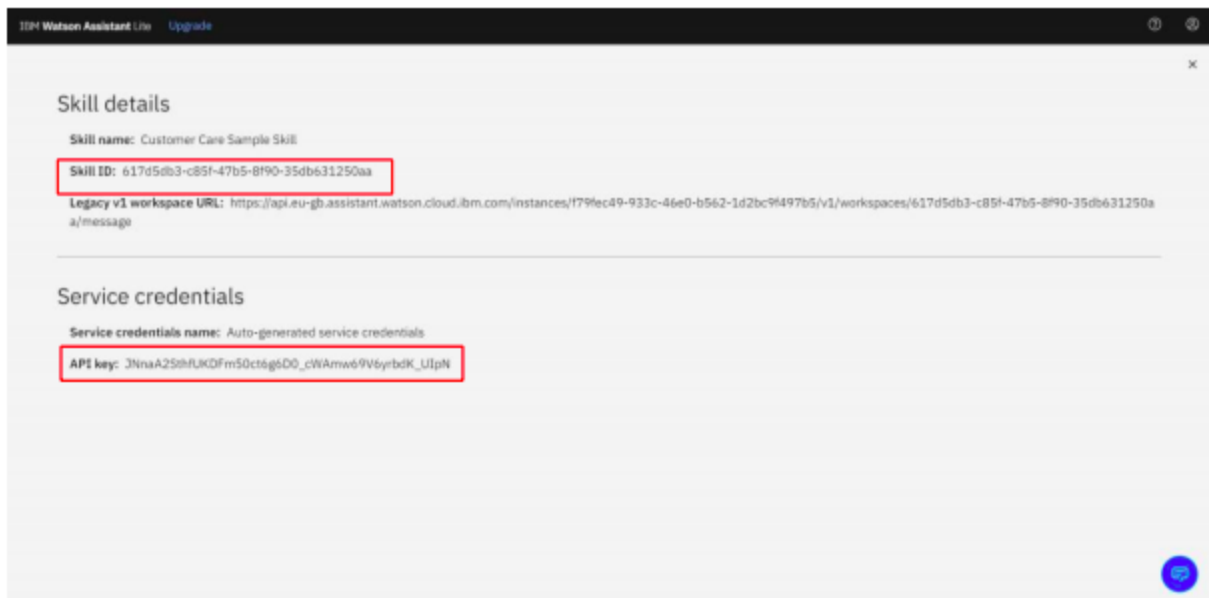 IBM Watson Assistant Lite Upgrade
Skill details
Skill name: Customer Care Sample Skill
Skill ID: 617d5db3-c85f-47b5-8f90-35db631250aa
Legacy v1 workspace URL: https://api.eu-gb.assistant.watson.cloud.ibm.com/instances/f79fec49-933c-46e0-b562-1d2bc9f497b5/v1/workspaces/617d5db3-c85f-47b5-8f90-35db631250a
a/message
Service credentials
Service credentials name: Auto-generated service credentials
API key: